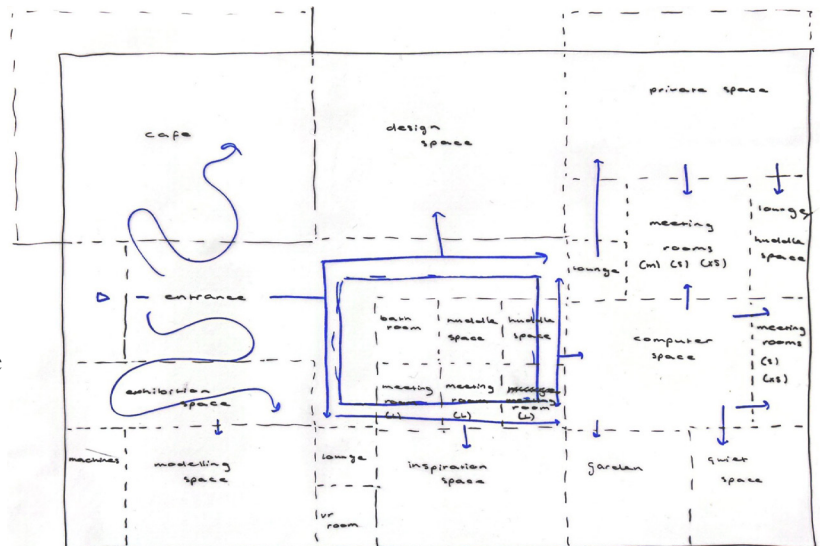 private space
cafe
design
space
meeting
rooms
(m) (s) (xs)
lounge
huddle
space
lounge
entrance
bath
room
huddle
space
huddle
space
computer
space
meeting
rooms
(s)
(xs)
exhibition
space
meeting
room
(L)
meeting
room
(L)
meeting
room
(L)
machines
modelling
space
lounge
inspiration
space
garden
quiet
space
vr
room